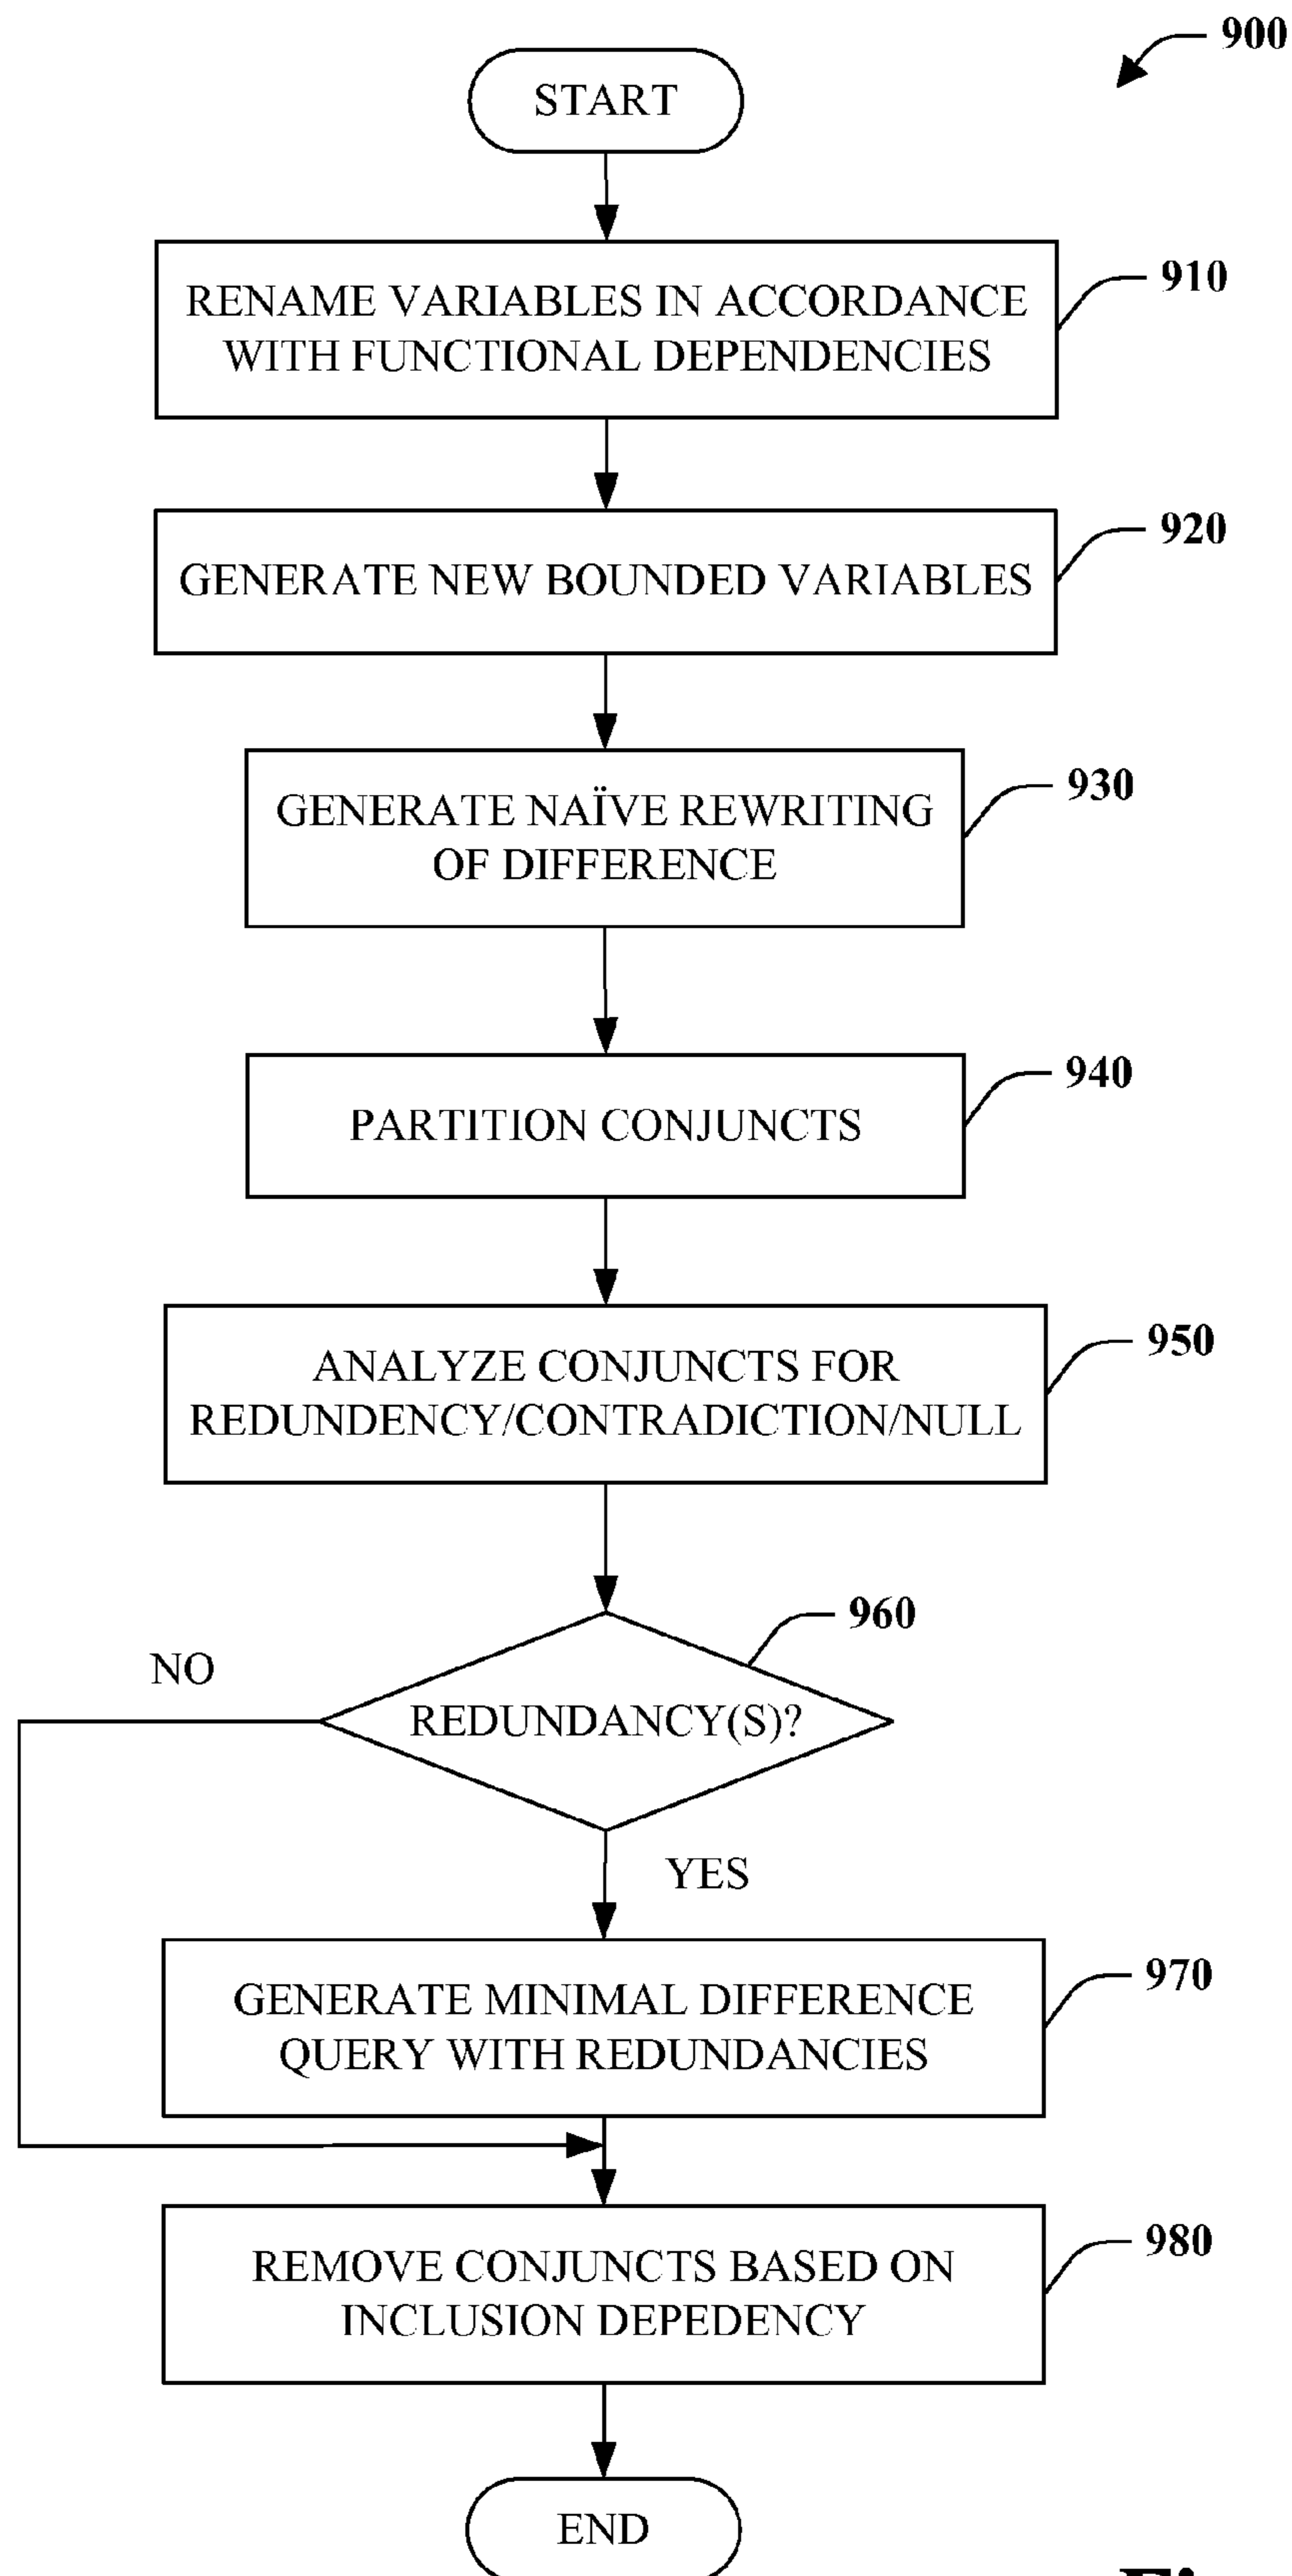 900
START
RENAME VARIABLES IN ACCORDANCE
WITH FUNCTIONAL DEPENDENCIES
910
GENERATE NEW BOUNDED VARIABLES
920
GENERATE NAÏVE REWRITING
OF DIFFERENCE
930
PARTITION CONJUNCTS
940
ANALYZE CONJUNCTS FOR
REDUNDENCY/CONTRADICTION/NULL
950
960
NO
REDUNDANCY(S)?
YES
GENERATE MINIMAL DIFFERENCE
QUERY WITH REDUNDANCIES
970
REMOVE CONJUNCTS BASED ON
INCLUSION DEPEDENCY
980
END